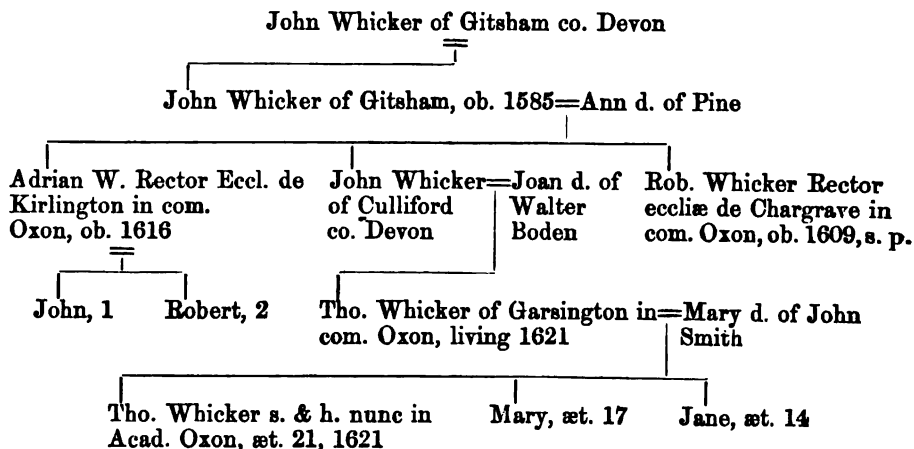 John Whicker of Gitsham co. Devon
John Whicker of Gitsham, ob. 1585=Ann d. of Pine
Adrian W. Rector Eccl. de
Kirlington in com.
Oxon, ob. 1616
John Whicker=Joan d. of
of Culliford Walter
co. Devon Boden
Rob. Whicker Rector
eccliæ de Chargrave in
com. Oxon, ob. 1609, s. p.
John, 1
Robert, 2
Tho. Whicker of Garsington in=Mary d. of John
com. Oxon, living 1621 Smith
Tho. Whicker s. & h. nunc in
Acad. Oxon, æt. 21, 1621
Mary, æt. 17
Jane, æt. 14